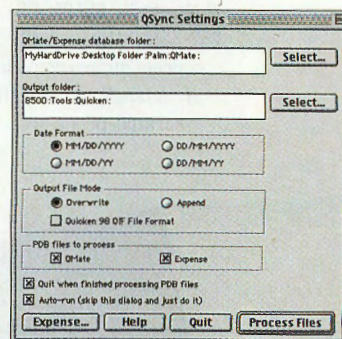 QSync Settings
QMate/Expense database folder:
MyHardDrive:Desktop Folder:Palm:QMate:
Select...
Output folder:
8500:Tools:Quicken:
Select...
Date Format
MM/DD/YYYY
DD/MM/YYYY
MM/DD/YY
DD/MM/YY
Output File Mode
Overwrite
Append
Quicken 98 QIF File Format
PDB files to process
QMate
Expense
Quit when finished processing PDB files
Auto-run (skip this dialog and just do it)
Expense...
Help
Quit
Process Files